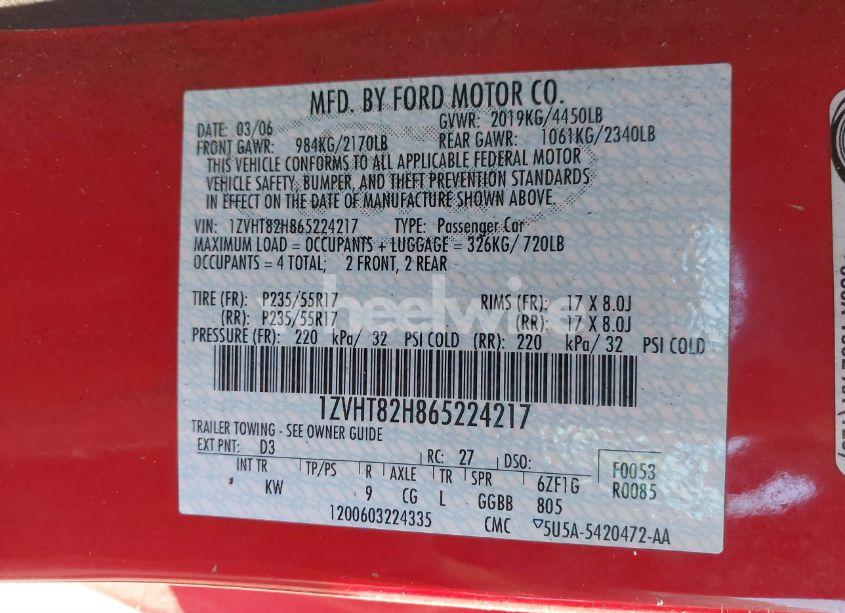 MFD. BY FORD MOTOR CO.
DATE: 03/06 GVWR: 2019KG/4450LB
FRONT GAWR: 984KG/2170LB REAR GAWR: 1061KG/2340LB
THIS VEHICLE CONFORMS TO ALL APPLICABLE FEDERAL MOTOR
VEHICLE SAFETY, BUMPER, AND THEFT PREVENTION STANDARDS
IN EFFECT ON THE DATE OF MANUFACTURE SHOWN ABOVE.
VIN: 1ZVHT82H865224217 TYPE: Passenger Car
MAXIMUM LOAD = OCCUPANTS + LUGGAGE = 326KG/720LB
OCCUPANTS = 4 TOTAL; 2 FRONT, 2 REAR
heelwie
TIRE (FR): P235/55R17 RIMS (FR): 17 X 8.0J
(RR): P235/55R17 (RR): 17 X 8.0J
PRESSURE (FR): 220 kPa/ 32 PSI COLD (RR): 220 kPa/ 32 PSI COLD
1ZVHT82H865224217
TRAILER TOWING - SEE OWNER GUIDE
EXT PNT: D3 RC: 27 DSO: F0053
INT TR TP/PS R AXLE TR SPR 6ZF1G R0085
KW 9 CG L GGBB 805
1200603224335 CMC ▽5U5A-5420472-AA